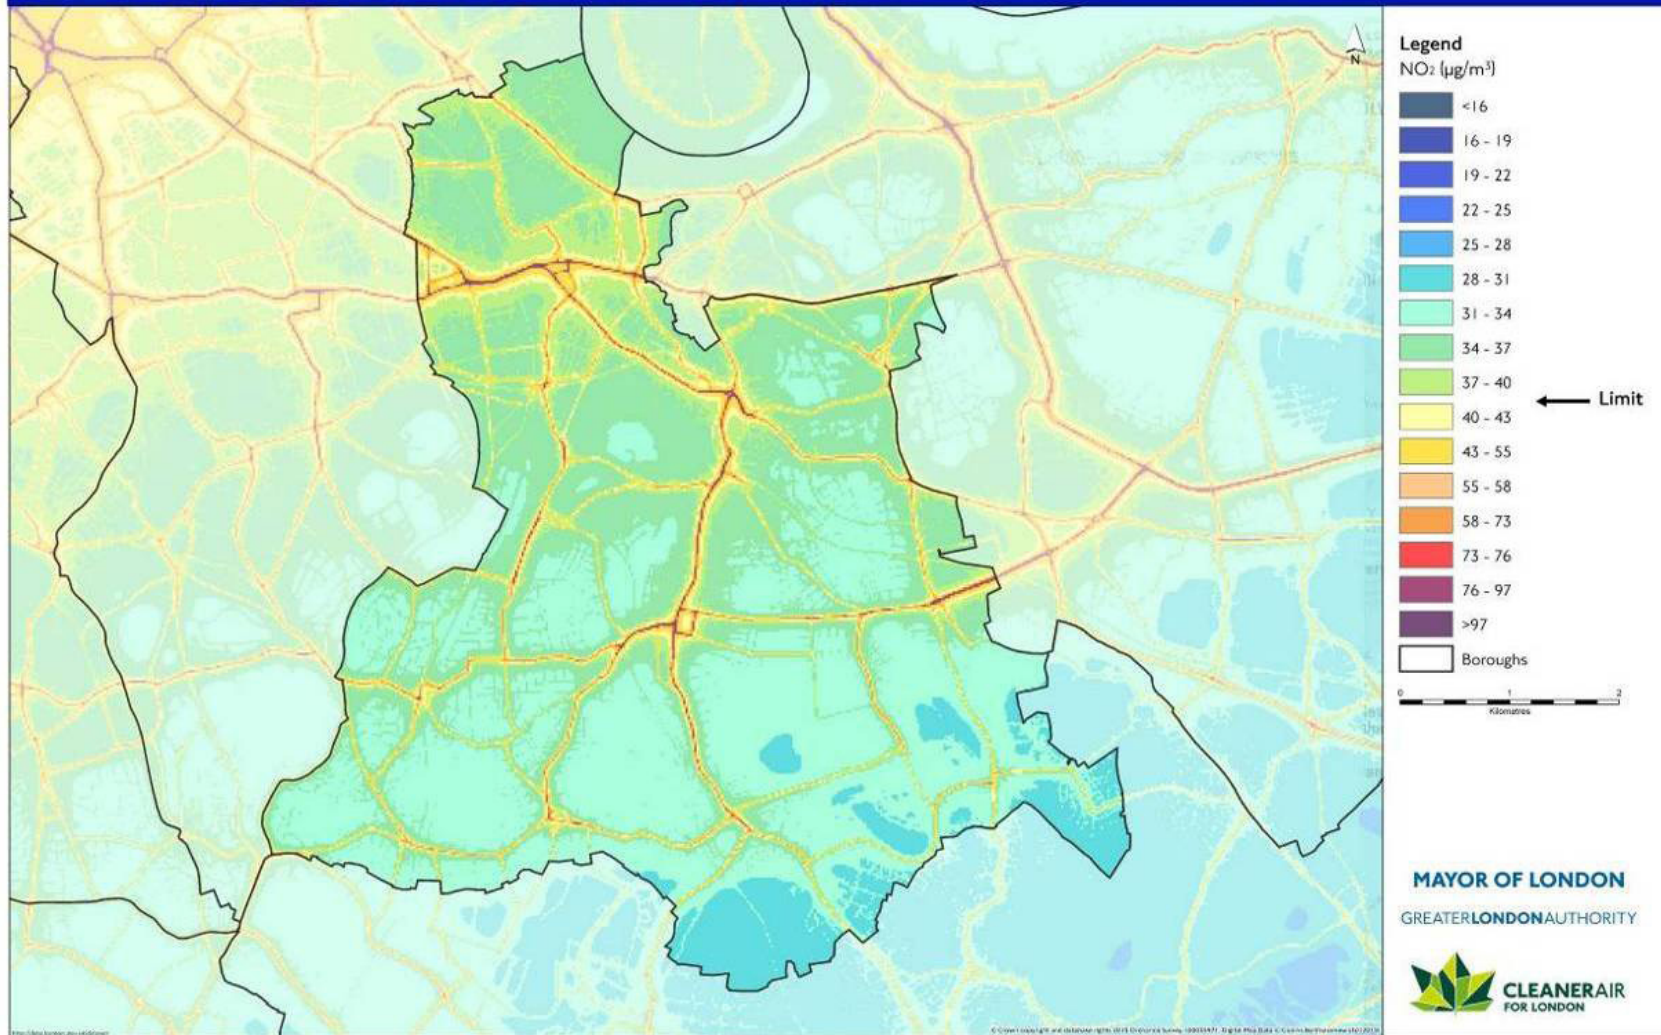 N
Legend
NO₂ (µg/m³)
<16
16 - 19
19 - 22
22 - 25
25 - 28
28 - 31
31 - 34
34 - 37
37 - 40
Limit
40 - 43
43 - 55
55 - 58
58 - 73
73 - 76
76 - 97
>97
Boroughs
0 1 2
Kilometres
MAYOR OF LONDON
GREATERLONDONAUTHORITY
CLEANERAIR
FOR LONDON